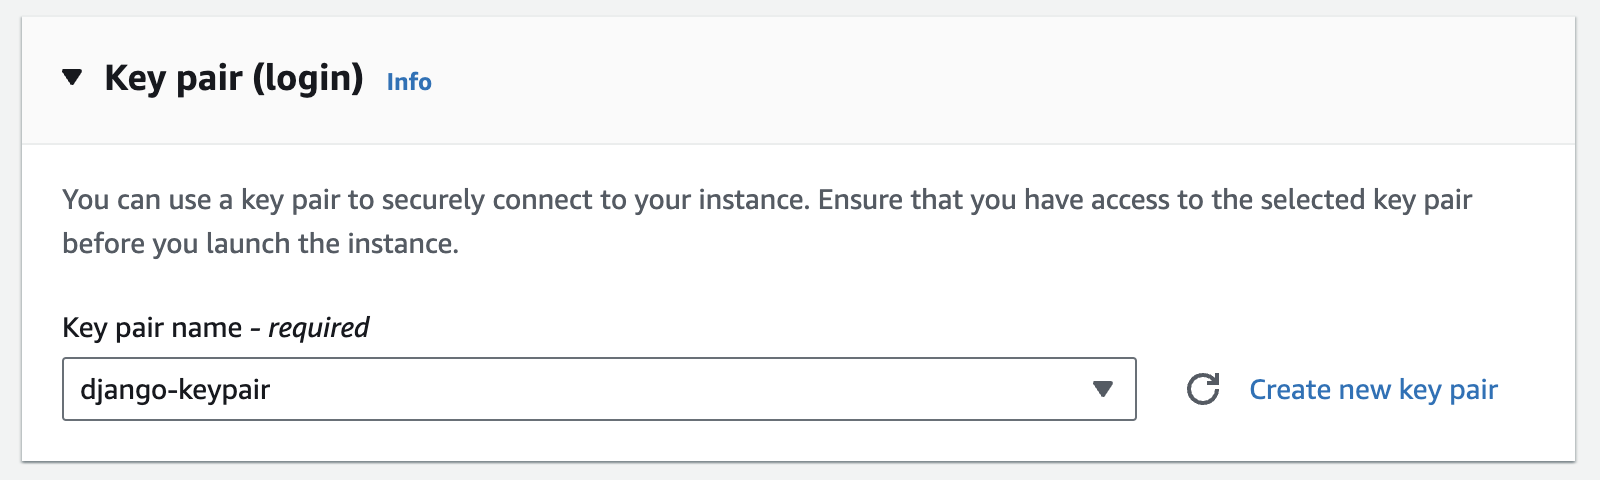 Key pair (login) Info
You can use a key pair to securely connect to your instance. Ensure that you have access to the selected key pair
before you launch the instance.
Key pair name - required
django-keypair
Create new key pair